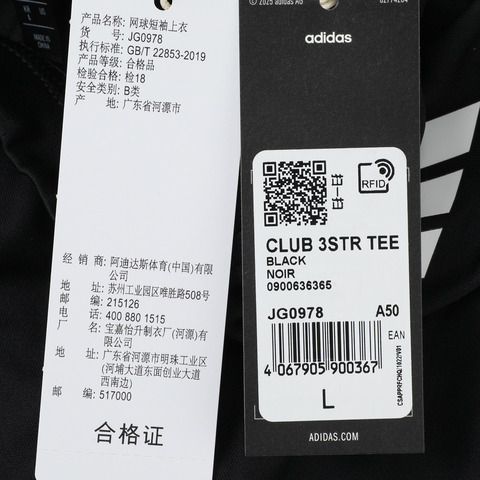 产品名称: 网球短袖上衣
货 号: JG0978
执行标准: GB/T 22853-2019
产品等级: 合格品
检验合格: 检18
安全类别: B类
产 地: 广东省河源市
经 销 商: 阿迪达斯体育(中国)有限
公司
地 址: 苏州工业园区唯胜路508号
邮 编: 215126
电 话: 400 880 1515
厂 名: 宝嘉怡升制衣厂(河源)有
限公司
地 址: 广东省河源市明珠工业区
(河埔大道东面创业大道
西南边)
邮 编: 517000
合格证
© 2025 adidas AG
adidas
RFID
CLUB 3STR TEE
BLACK
NOIR
0900636365
JG0978 A50
EAN
4 067905 900367
L
ADIDAS.COM
MADE IN
CHINA